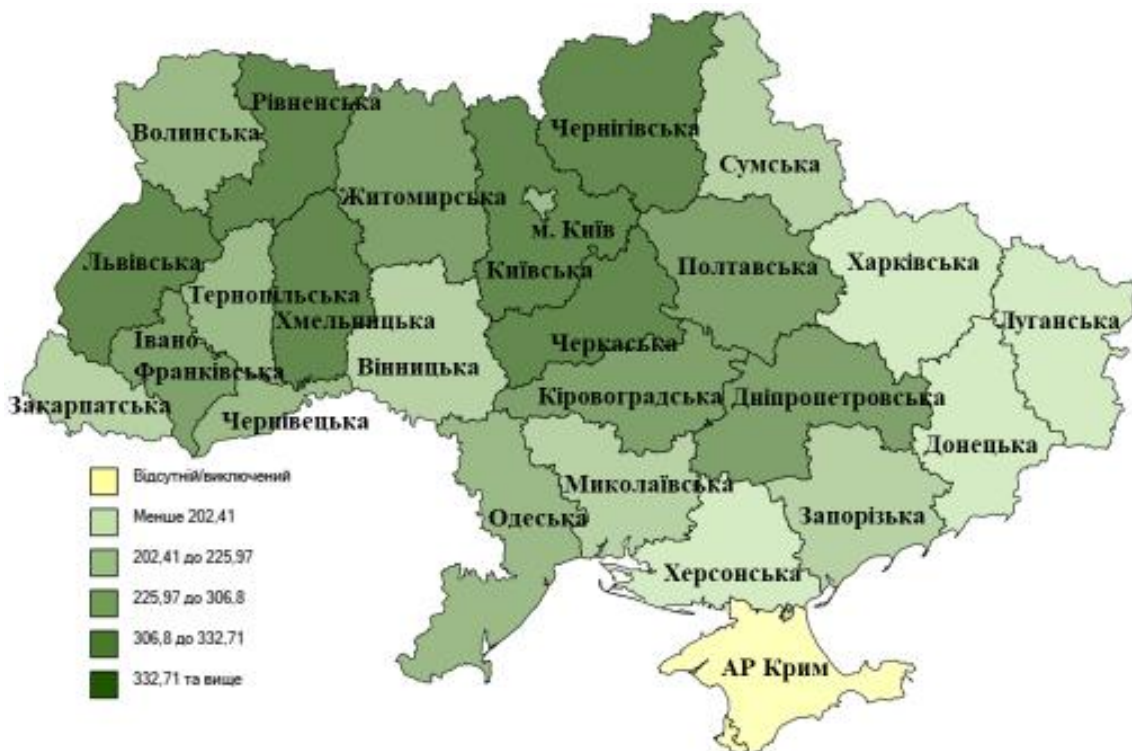 Рівненська
Волинська
Чернігівська
Сумська
Житомирська
м. Київ
Львівська
Київська
Полтавська
Харківська
Тернопільська
Хмельницька
Луганська
Івано
Франківська
Вінницька
Черкаська
Закарпатська
Чернівецька
Кіровоградська
Дніпропетровська
Донецька
Миколаївська
Одеська
Запорізька
Херсонська
АР Крим
Відсутній/виключений
Менше 202,41
202,41 до 225,97
225,97 до 306,8
306,8 до 332,71
332,71 та вище